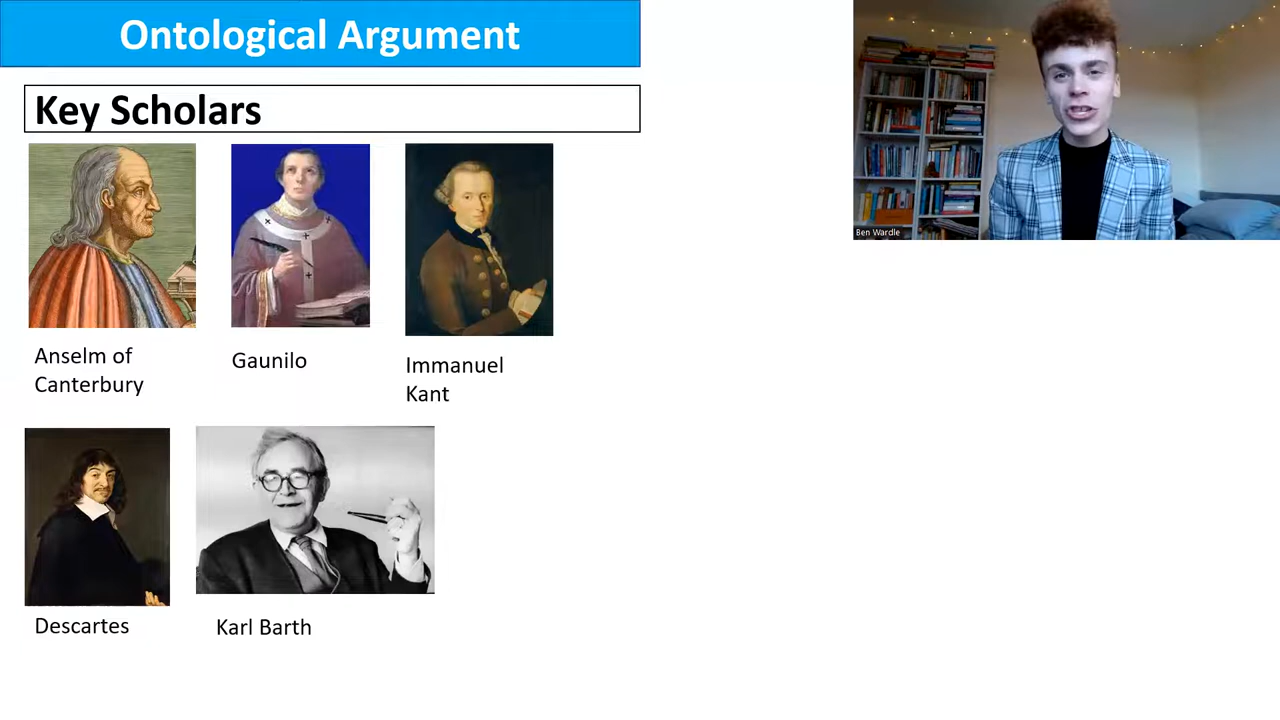 Ontological Argument
Key Scholars
Anselm of
Canterbury
Gaunilo
Immanuel
Kant
Descartes
Karl Barth
Ben Wardle